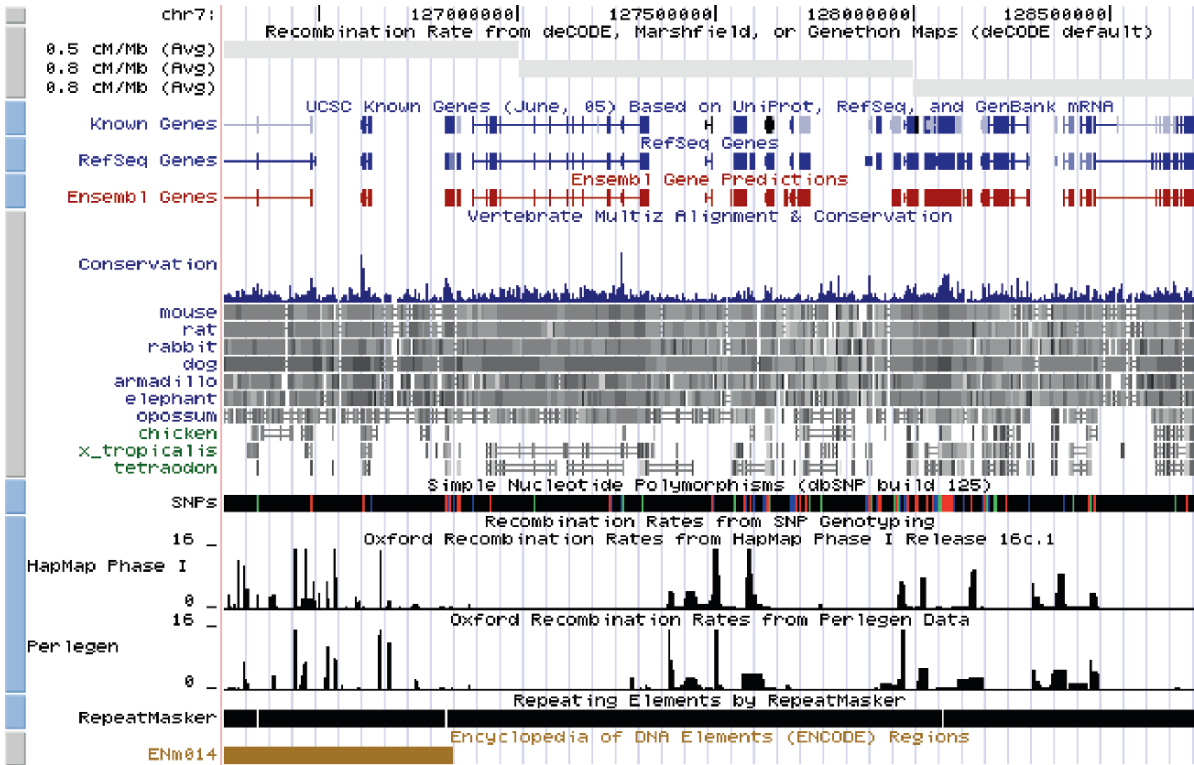 chr7: 127000000 127500000 128000000 128500000
Recombination Rate from deCODE, Marshfield, or Genethon Maps (deCODE default)
0.5 cM/Mb (Avg)
0.8 cM/Mb (Avg)
0.8 cM/Mb (Avg)
UCSC Known Genes (June, 05) Based on UniProt, RefSeq, and GenBank mRNA
Known Genes
RefSeq Genes
RefSeq Genes
Ensembl Gene Predictions
Ensembl Genes
Vertebrate Multiz Alignment & Conservation
Conservation
mouse
rat
rabbit
dog
armadillo
elephant
opossum
chicken
x_tropicalis
tetraodon
Simple Nucleotide Polymorphisms (dbSNP build 125)
SNPs
Recombination Rates from SNP Genotyping
Oxford Recombination Rates from HapMap Phase I Release 16c.1
16 _
HapMap Phase I
0 _
Oxford Recombination Rates from Perlegen Data
16 _
Perlegen
0 _
Repeating Elements by RepeatMasker
RepeatMasker
Encyclopedia of DNA Elements (ENCODE) Regions
ENm014